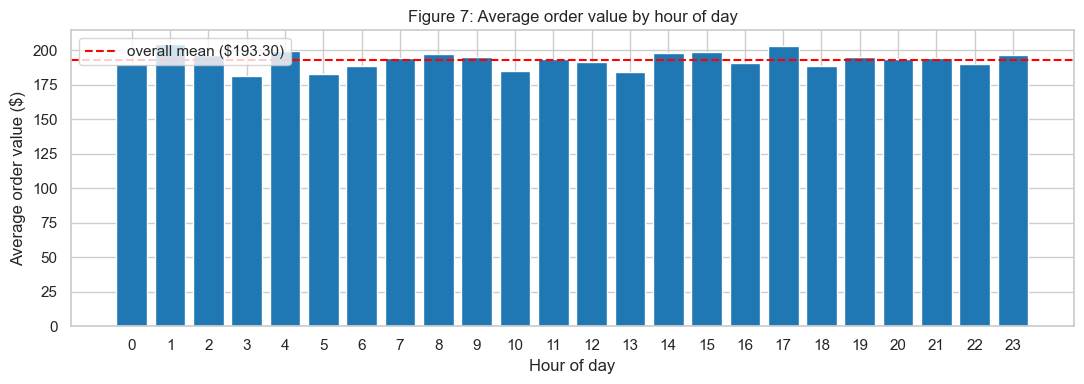 Figure 7: Average order value by hour of day
overall mean ($193.30)
Average order value ($)
200
175
150
125
100
75
50
25
0
0 1 2 3 4 5 6 7 8 9 10 11 12 13 14 15 16 17 18 19 20 21 22 23
Hour of day